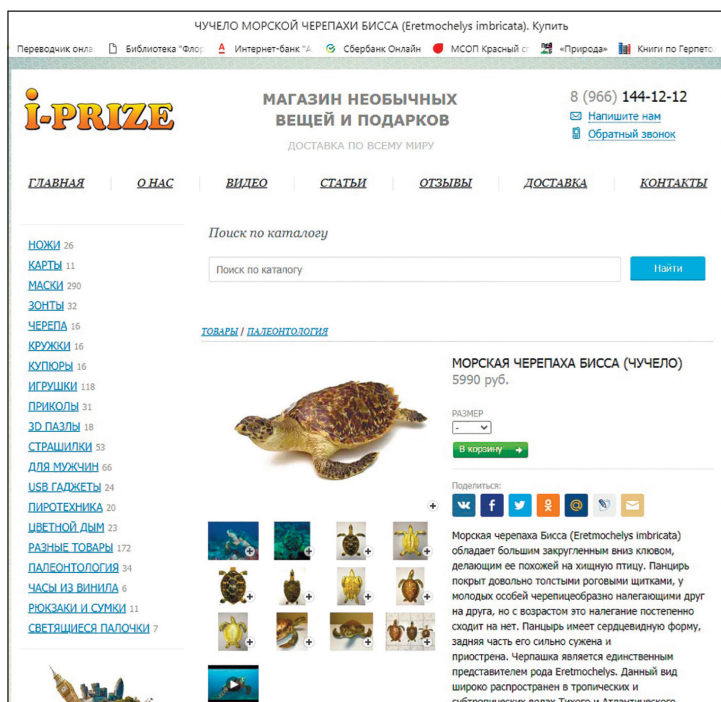 ЧУЧЕЛО МОРСКОЙ ЧЕРЕПАХИ БИССА (Eretmochelys imbricata). Купить
Переводчик онла Библиотека "Флор Интернет-банк "А Сбербанк Онлайн МСОП Красный сп «Природа» Книги по Герпето
i-PRIZE
МАГАЗИН НЕОБЫЧНЫХ
ВЕЩЕЙ И ПОДАРКОВ
ДОСТАВКА ПО ВСЕМУ МИРУ
8 (966) 144-12-12
Напишите нам
Обратный звонок
ГЛАВНАЯ О НАС ВИДЕО СТАТЬИ ОТЗЫВЫ ДОСТАВКА КОНТАКТЫ
НОЖИ 26
КАРТЫ 11
МАСКИ 290
ЗОНТЫ 32
ЧЕРЕПА 16
КРУЖКИ 16
КУПЮРЫ 16
ИГРУШКИ 118
ПРИКОЛЫ 31
3D ПАЗЛЫ 18
СТРАШИЛКИ 53
ДЛЯ МУЖЧИН 66
USB ГАДЖЕТЫ 24
ПИРОТЕХНИКА 20
ЦВЕТНОЙ ДЫМ 23
РАЗНЫЕ ТОВАРЫ 172
ПАЛЕОНТОЛОГИЯ 34
ЧАСЫ ИЗ ВИНИЛА 6
РЮКЗАКИ И СУМКИ 11
СВЕТЯЩИЕСЯ ПАЛОЧКИ 7
Поиск по каталогу
Поиск по каталогу
Найти
ТОВАРЫ / ПАЛЕОНТОЛОГИЯ
МОРСКАЯ ЧЕРЕПАХА БИССА (ЧУЧЕЛО)
5990 руб.
РАЗМЕР
-
В корзину
Поделиться:
Морская черепаха Бисса (Eretmochelys imbricata)
обладает большим закругленным вниз клювом,
делающим ее похожей на хищную птицу. Панцирь
покрыт довольно толстыми роговыми щитками, у
молодых особей черепицеобразно налегающими друг
на друга, но с возрастом это налегание постепенно
сходит на нет. Панцырь имеет сердцевидную форму,
задняя часть его сильно сужена и
приострена. Черпашка является единственным
представителем рода Eretmochelys. Данный вид
широко распространен в тропических и
субтропических водах Тихого и Атлантического